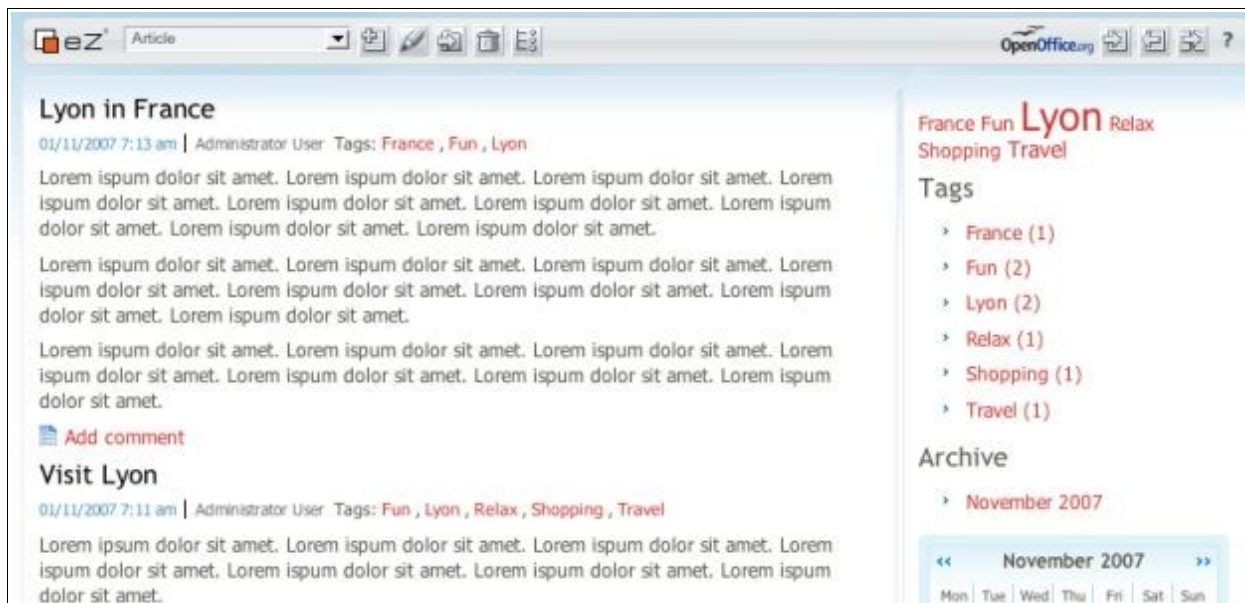 eZ Article OpenOffice.org ?
Lyon in France
01/11/2007 7:13 am | Administrator User Tags: France , Fun , Lyon
Lorem ispum dolor sit amet. Lorem ispum dolor sit amet. Lorem ispum dolor sit amet. Lorem
ispum dolor sit amet. Lorem ispum dolor sit amet. Lorem ispum dolor sit amet. Lorem ispum
dolor sit amet. Lorem ispum dolor sit amet. Lorem ispum dolor sit amet.
Lorem ispum dolor sit amet. Lorem ispum dolor sit amet. Lorem ispum dolor sit amet. Lorem
ispum dolor sit amet. Lorem ispum dolor sit amet. Lorem ispum dolor sit amet. Lorem ispum
dolor sit amet. Lorem ispum dolor sit amet.
Lorem ispum dolor sit amet. Lorem ispum dolor sit amet. Lorem ispum dolor sit amet. Lorem
ispum dolor sit amet. Lorem ispum dolor sit amet. Lorem ispum dolor sit amet. Lorem ispum
dolor sit amet.
Add comment
Visit Lyon
01/11/2007 7:11 am | Administrator User Tags: Fun , Lyon , Relax , Shopping , Travel
Lorem ipsum dolor sit amet. Lorem ispum dolor sit amet. Lorem ispum dolor sit amet. Lorem
ispum dolor sit amet. Lorem ispum dolor sit amet. Lorem ispum dolor sit amet. Lorem ispum
dolor sit amet.
France Fun Lyon Relax
Shopping Travel
Tags
France (1)
Fun (2)
Lyon (2)
Relax (1)
Shopping (1)
Travel (1)
Archive
November 2007
<< November 2007 >>
Mon Tue Wed Thu Fri Sat Sun